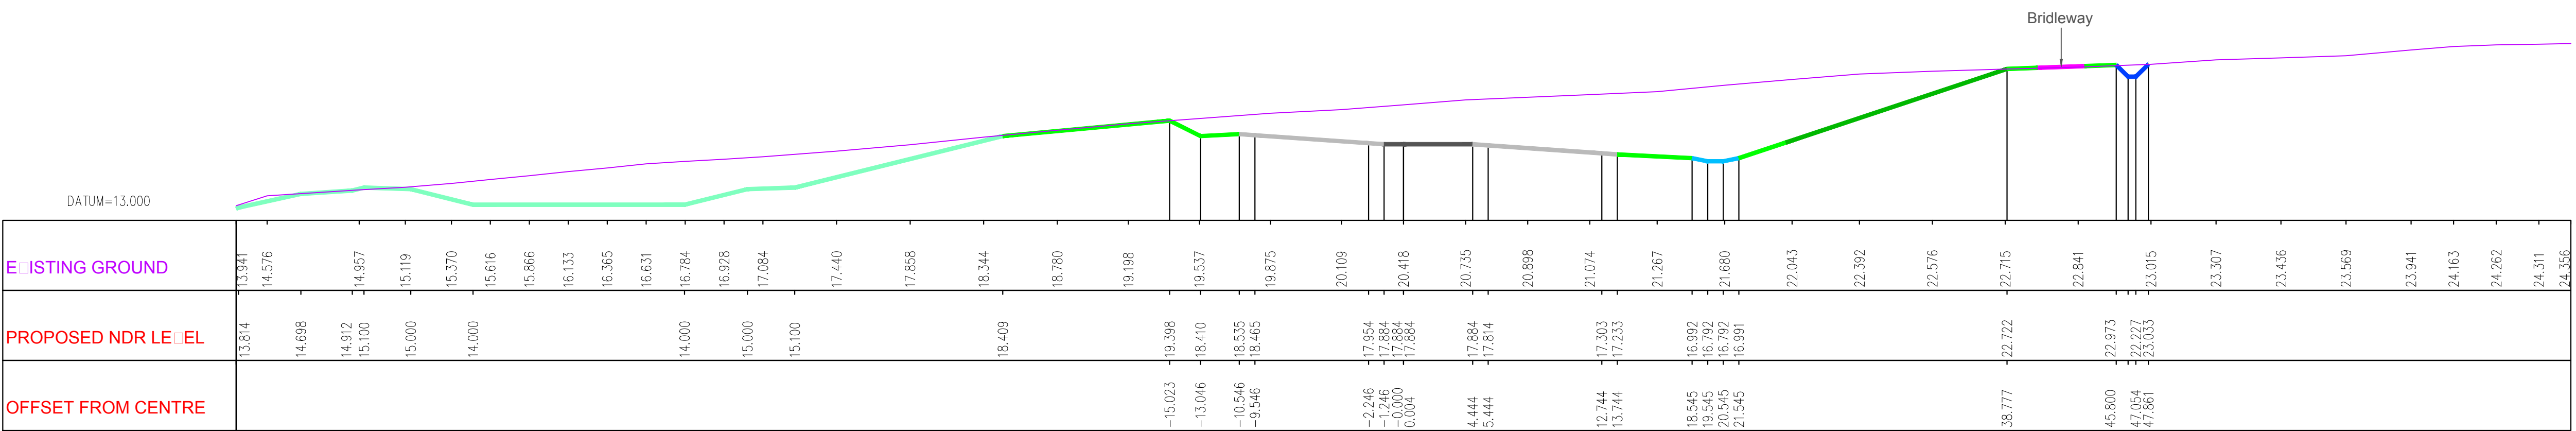 Bridleway
DATUM=13.000
E□ISTING GROUND
13.941 14.576 14.957 15.119 15.370 15.616 15.866 16.133 16.365 16.631 16.784 16.928 17.084 17.440 17.858 18.344 18.780 19.198 19.537 19.875 20.109 20.418 20.735 20.898 21.074 21.267 21.680 22.043 22.392 22.576 22.715 22.841 23.015 23.307 23.436 23.569 23.941 24.163 24.262 24.311 24.356
PROPOSED NDR LE□EL
13.814 14.698 14.912 15.100 15.000 14.000 14.000 15.000 15.100 18.409 19.398 18.410 18.535 18.465 17.954 17.884 17.884 17.884 17.884 17.814 17.303 17.233 16.992 16.792 16.792 16.991 22.722 22.973 22.227 23.033
OFFSET FROM CENTRE
-15.023 -13.046 -10.546 -9.546 -2.246 -1.246 -0.000 0.004 4.444 5.444 12.744 13.744 18.545 19.545 20.545 21.545 38.777 45.800 47.054 47.861